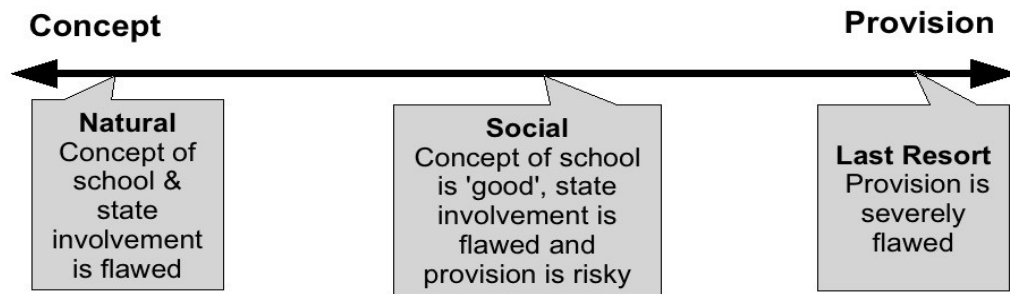 Concept
Provision
Natural
Concept of
school &
state
involvement
is flawed
Social
Concept of school
is 'good', state
involvement is
flawed and
provision is risky
Last Resort
Provision is
severely
flawed